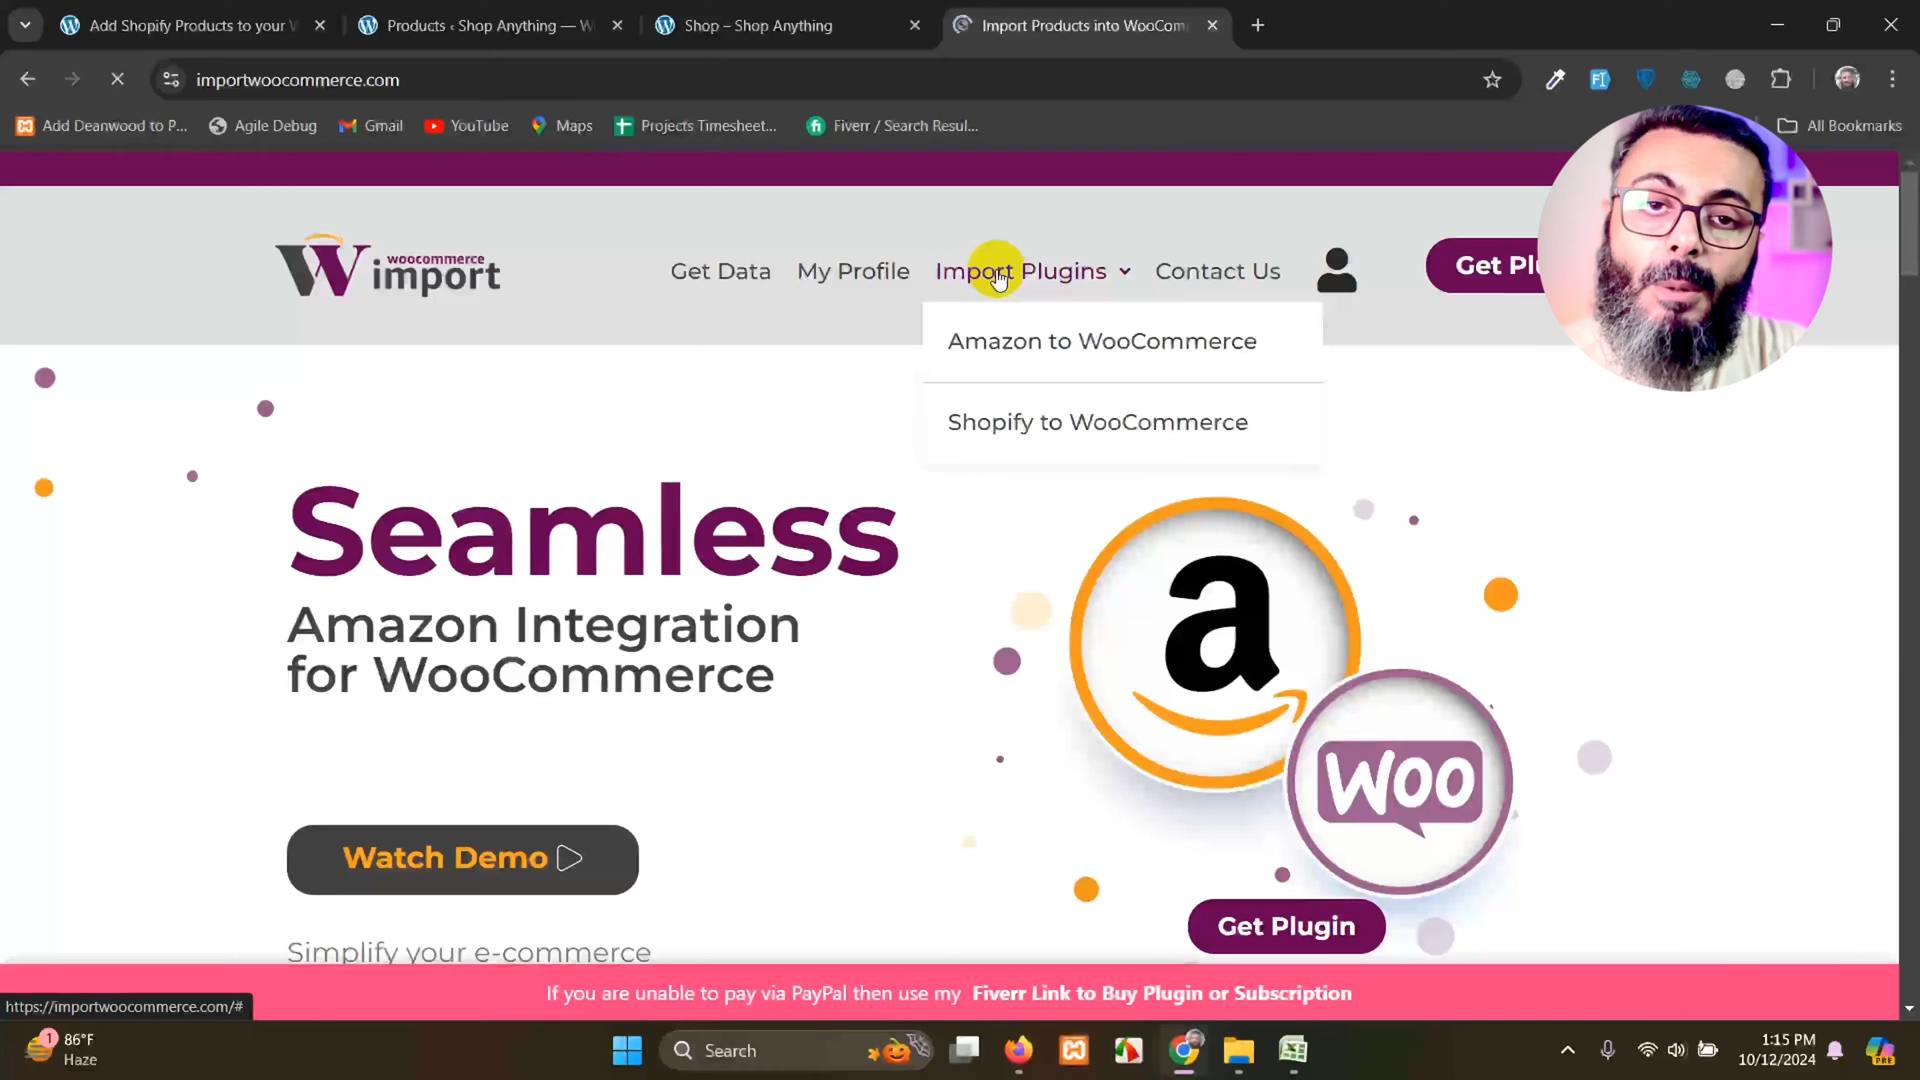 Add Shopify Products to your W
Products ‹ Shop Anything — W
Shop – Shop Anything
Import Products into WooCom
importwoocommerce.com
Add Deanwood to P...
Agile Debug
Gmail
YouTube
Maps
Projects Timesheet...
Fiverr / Search Resul...
All Bookmarks
woocommerce
import
Get Data
My Profile
Import Plugins
Contact Us
Get Plu
Amazon to WooCommerce
Shopify to WooCommerce
Seamless
Amazon Integration
for WooCommerce
a
WOO
Watch Demo
Get Plugin
Simplify your e-commerce
If you are unable to pay via PayPal then use my Fiverr Link to Buy Plugin or Subscription
https://importwoocommerce.com/#
1
86°F
Haze
Search
1:15 PM
10/12/2024
PRE